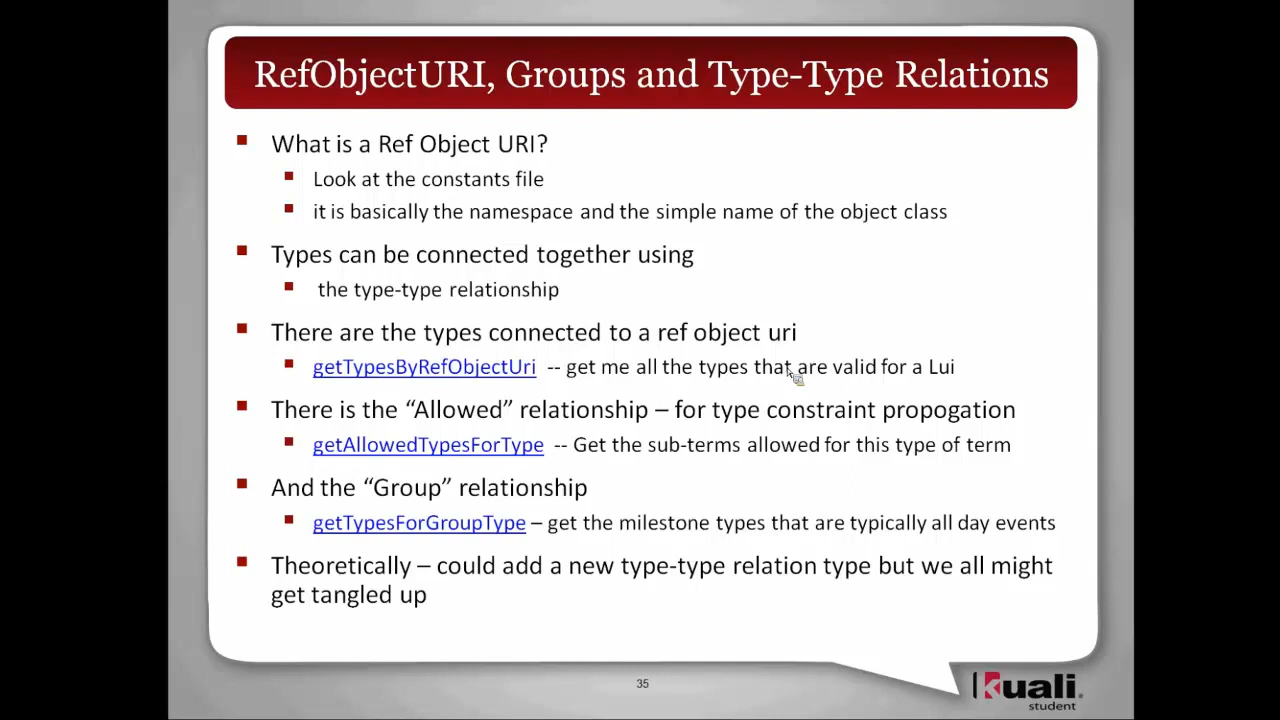 RefObjectURI, Groups and Type-Type Relations
What is a Ref Object URI?
Look at the constants file
it is basically the namespace and the simple name of the object class
Types can be connected together using
the type-type relationship
There are the types connected to a ref object uri
getTypesByRefObjectUri -- get me all the types that are valid for a Lui
There is the “Allowed” relationship – for type constraint propogation
getAllowedTypesForType -- Get the sub-terms allowed for this type of term
And the “Group” relationship
getTypesForGroupType – get the milestone types that are typically all day events
Theoretically – could add a new type-type relation type but we all might
get tangled up
35
Kuali
student